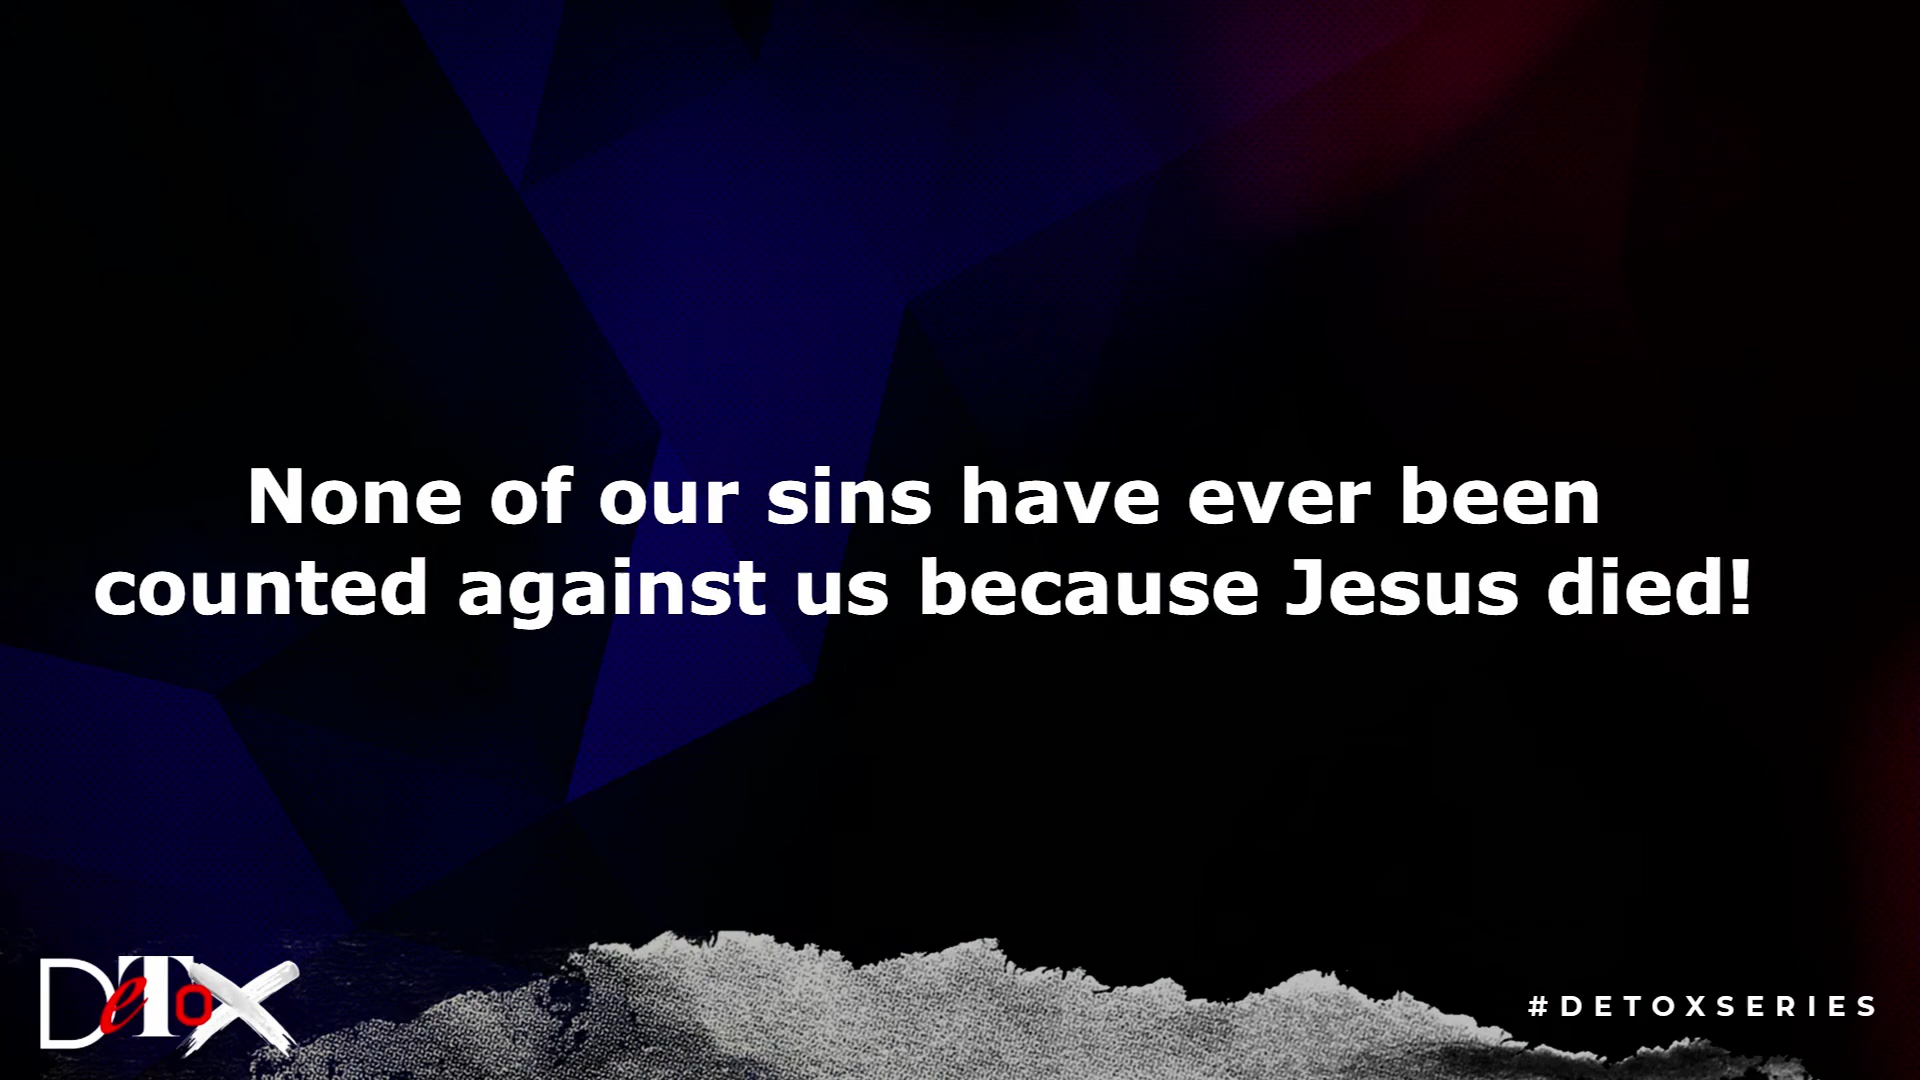 None of our sins have ever been
counted against us because Jesus died!
DeTox
#DETOXSERIES